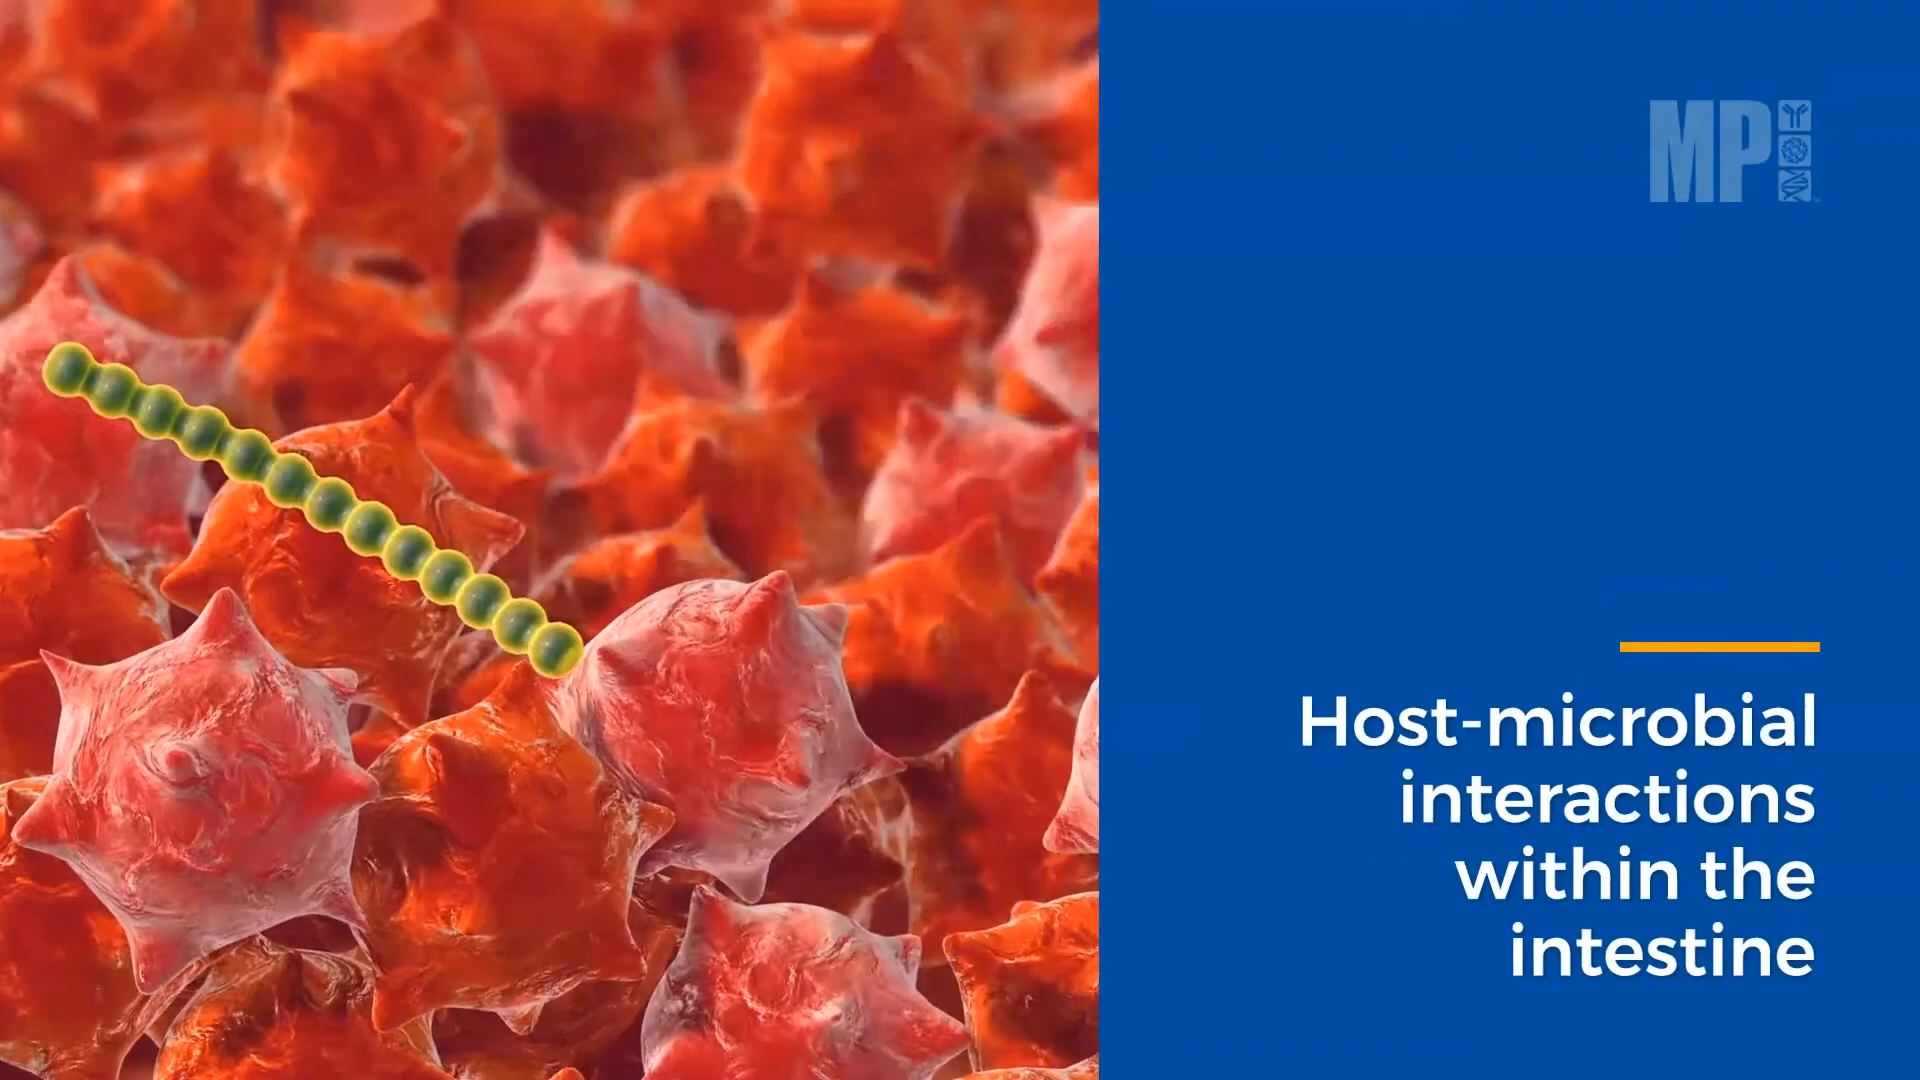 MP
Host-microbial
interactions
within the
intestine